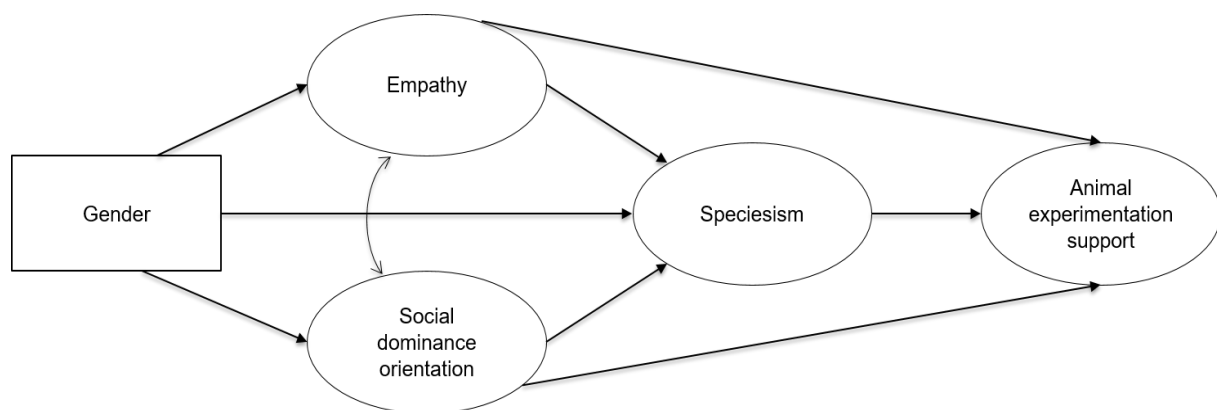 Empathy
Gender
Speciesism
Animal
experimentation
support
Social
dominance
orientation